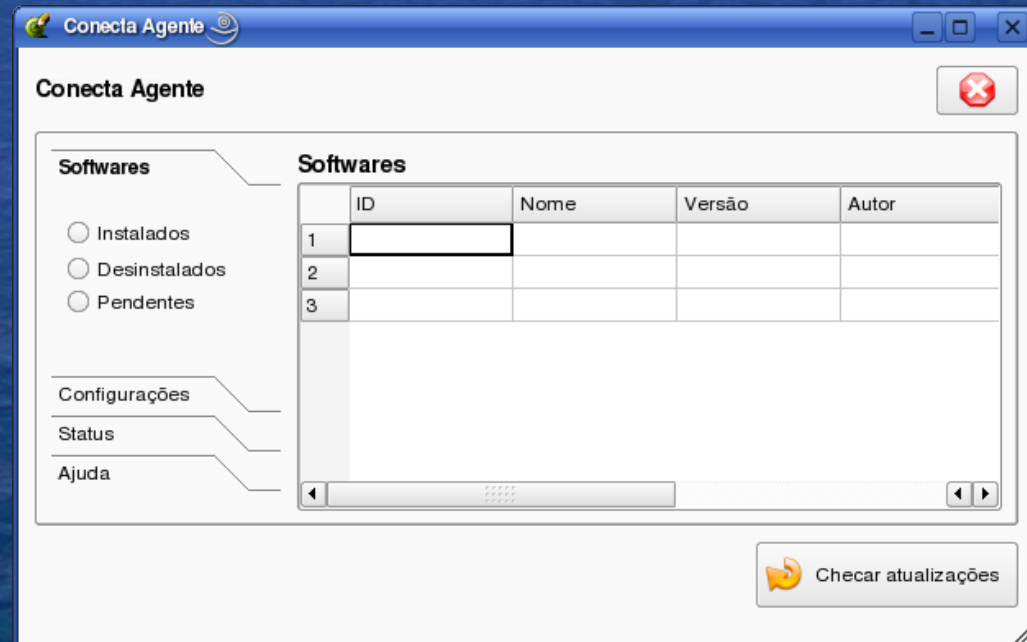 Conecta Agente
Conecta Agente
Softwares
Instalados
Desinstalados
Pendentes
Configurações
Status
Ajuda
Softwares
ID Nome Versão Autor
1
2
3
Checar atualizações